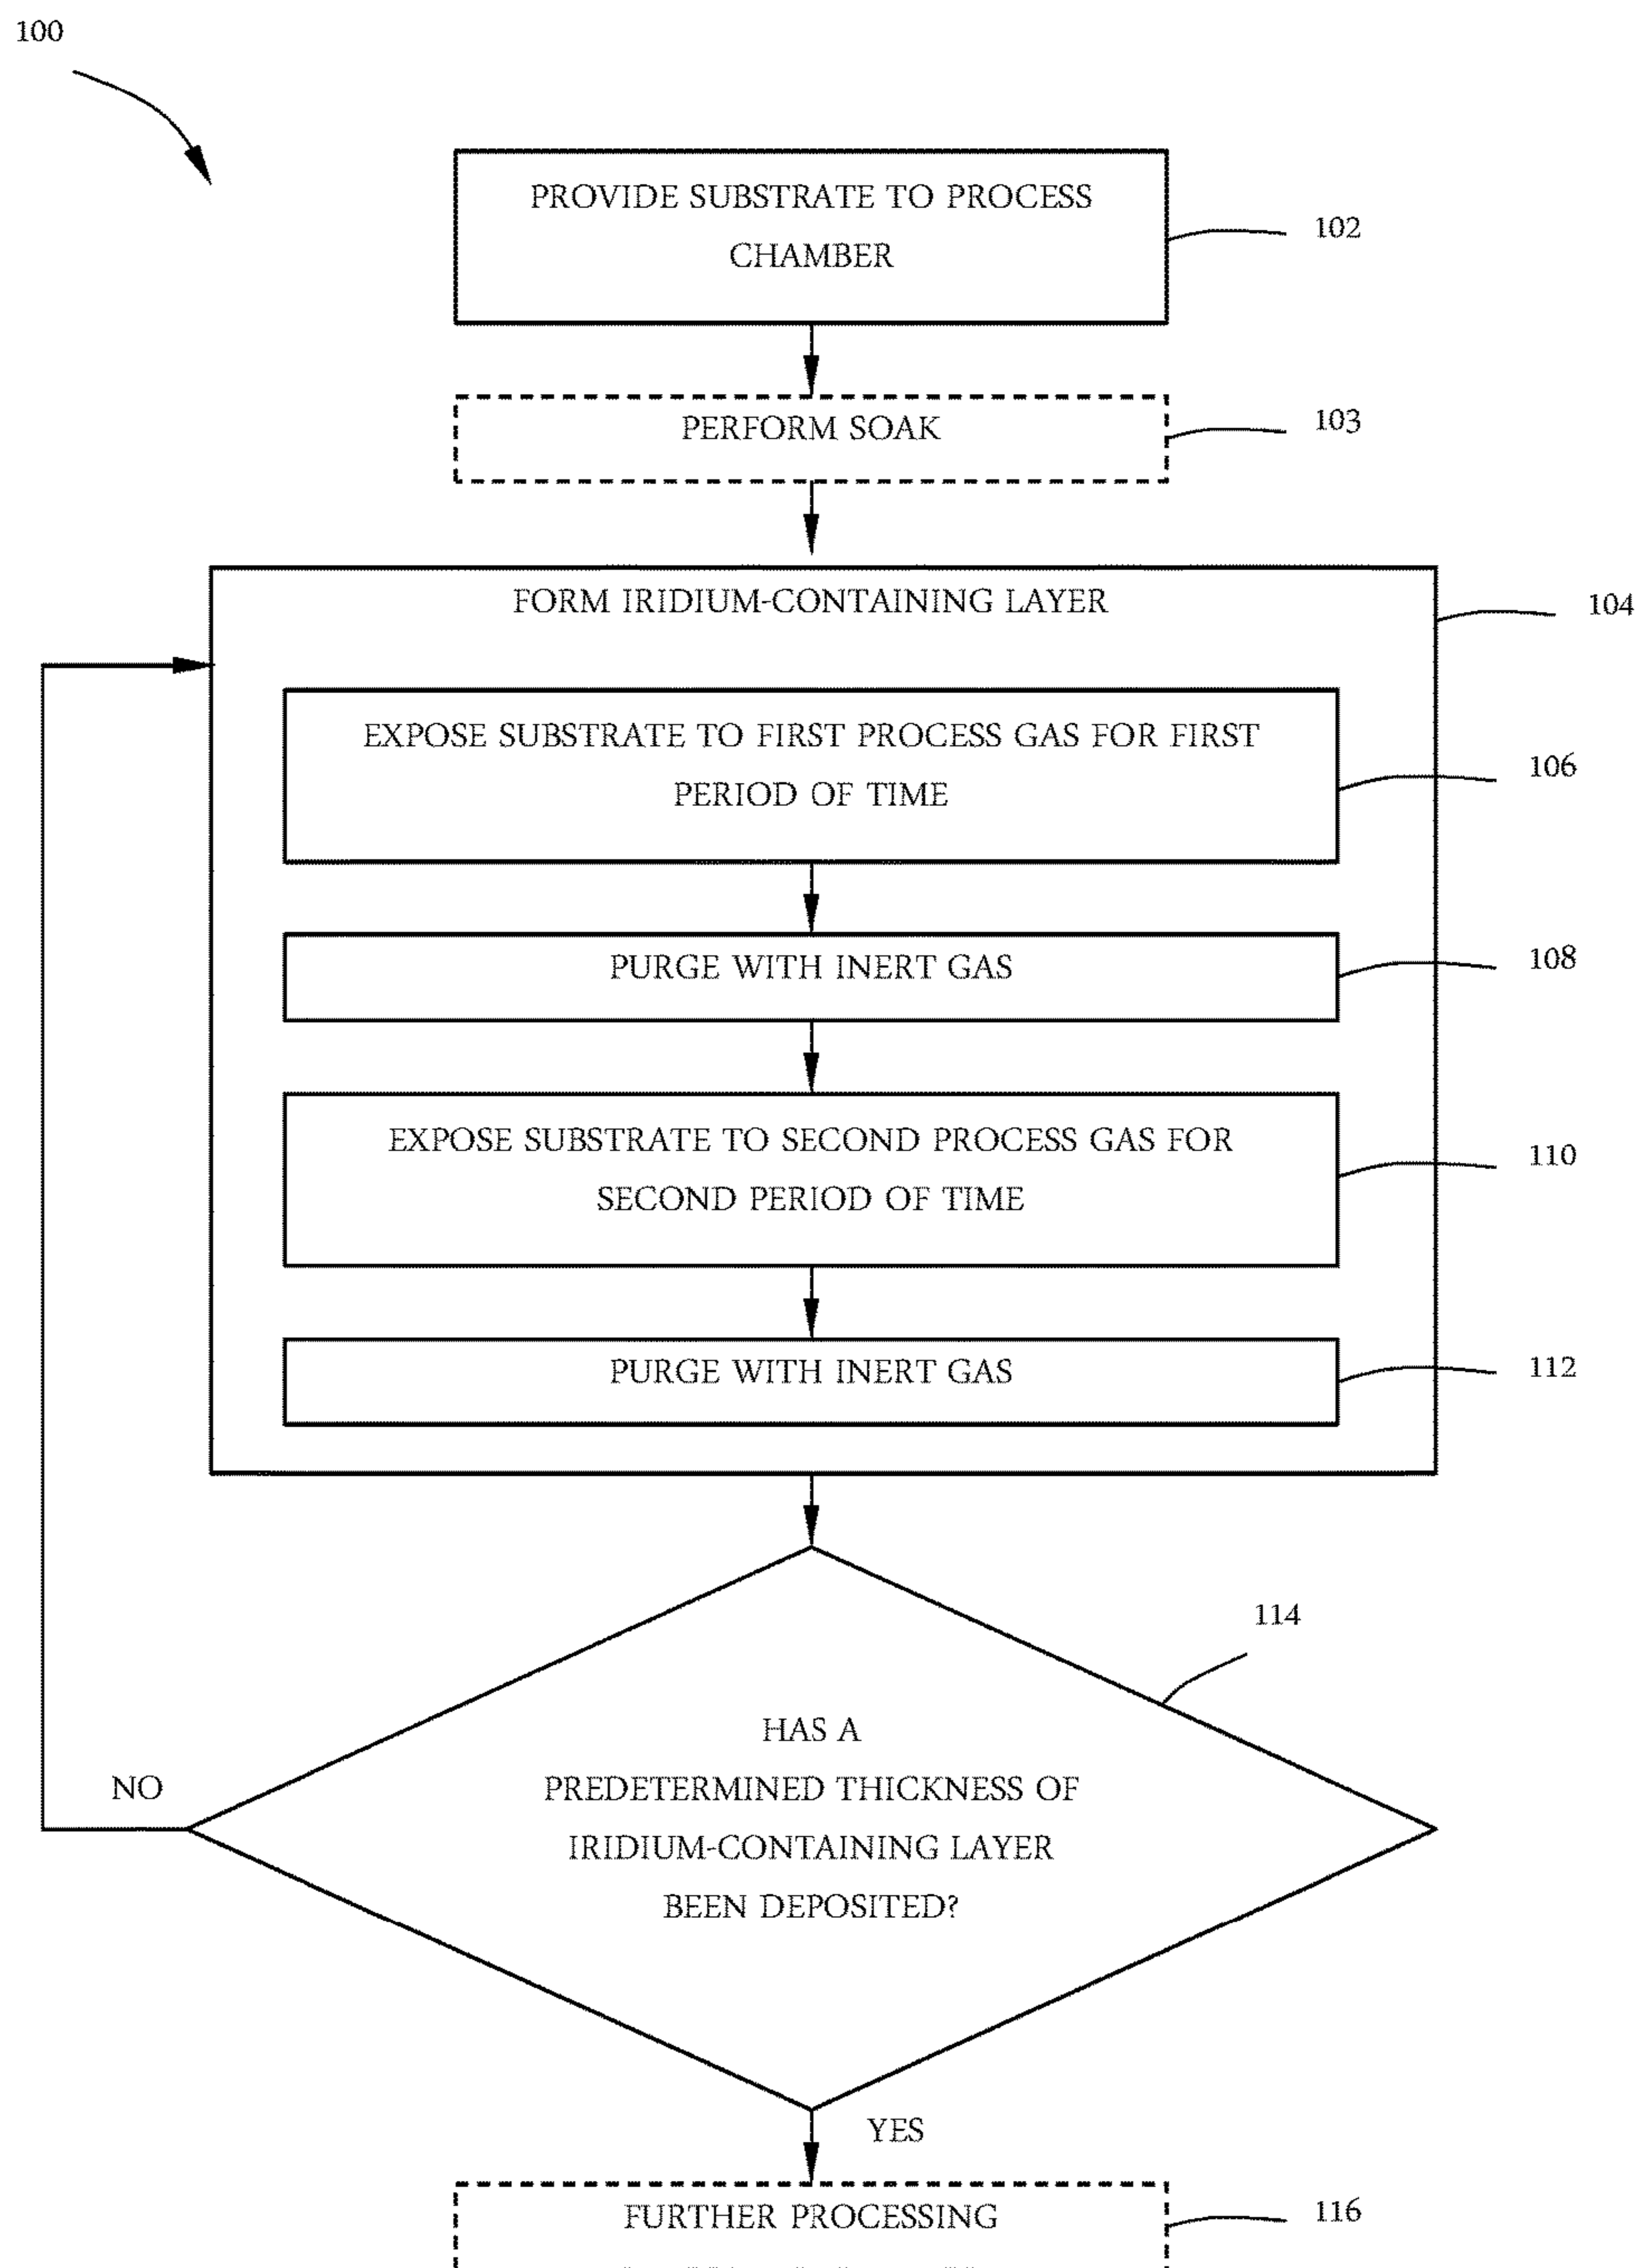 100
PROVIDE SUBSTRATE TO PROCESS
CHAMBER
102
PERFORM SOAK
103
FORM IRIDIUM-CONTAINING LAYER
104
EXPOSE SUBSTRATE TO FIRST PROCESS GAS FOR FIRST
PERIOD OF TIME
106
PURGE WITH INERT GAS
108
EXPOSE SUBSTRATE TO SECOND PROCESS GAS FOR
SECOND PERIOD OF TIME
110
PURGE WITH INERT GAS
112
114
HAS A
PREDETERMINED THICKNESS OF
IRIDIUM-CONTAINING LAYER
BEEN DEPOSITED?
NO
YES
FURTHER PROCESSING
116